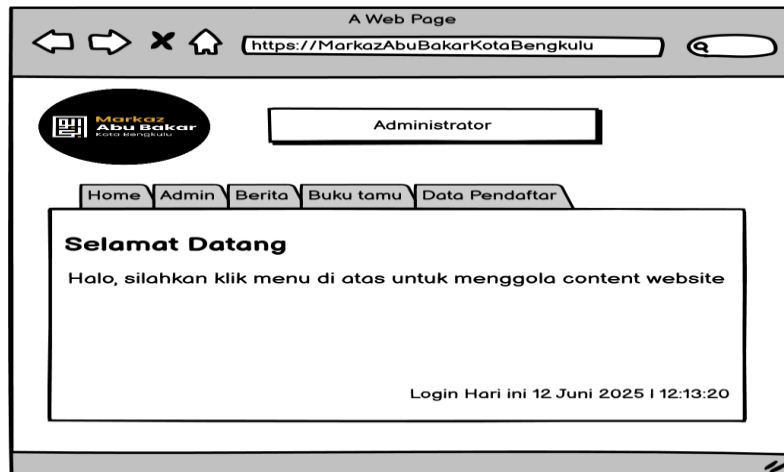 A Web Page
https://MarkazAbuBakarKotaBengkulu
Markaz
Abu Bakar
Kota Bengkulu
Administrator
Home Admin Berita Buku tamu Data Pendaftar
Selamat Datang
Halo, silahkan klik menu di atas untuk menggola content website
Login Hari ini 12 Juni 2025 | 12:13:20